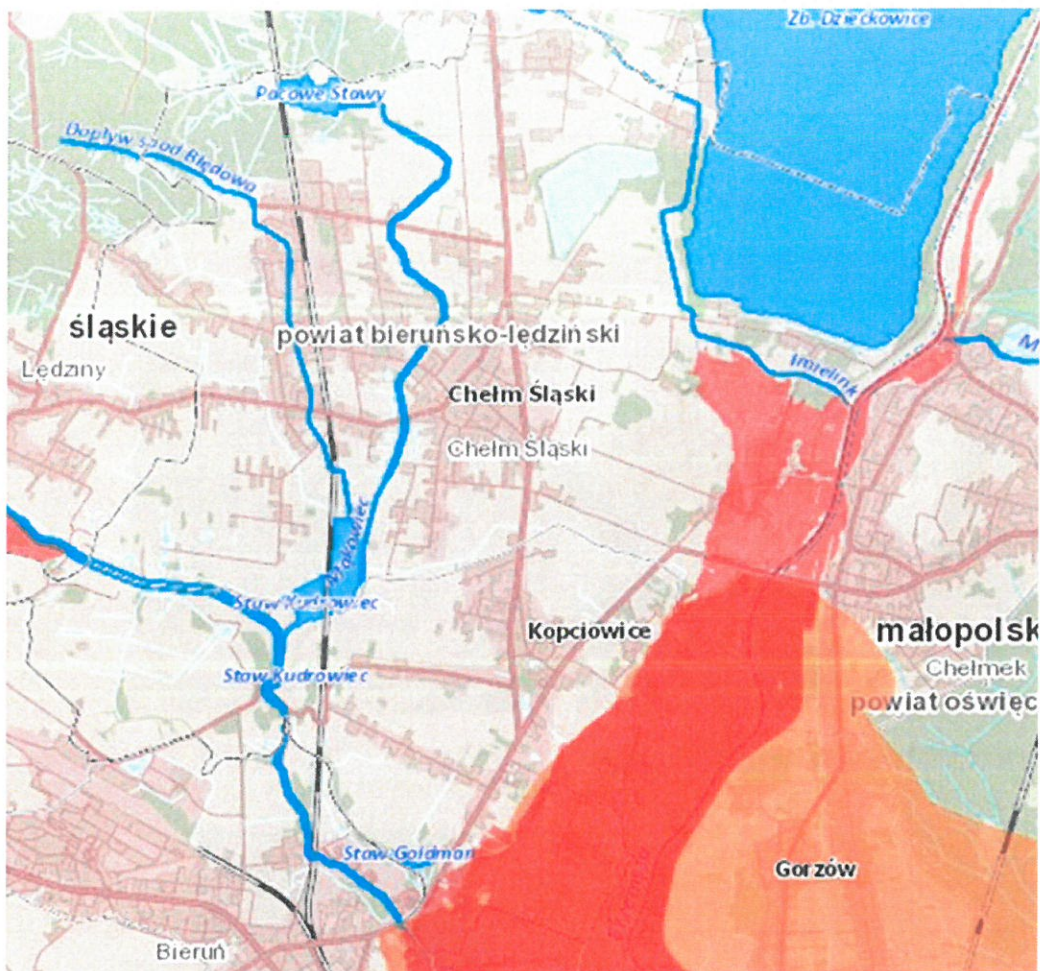 Zb. Dziećkowice
Pacowe Stawy
Dopływ spod Błędowa
śląskie
powiat bieruńsko-lędziński
Lędziny
Imielinka
Chełm Śląski
Chełm Śląski
Staw Kudrowiec
Kopciowice
małopolsk
Staw Kudrowiec
Chełmek
powiat oświęc
Staw Goldman
Gorzów
Bieruń